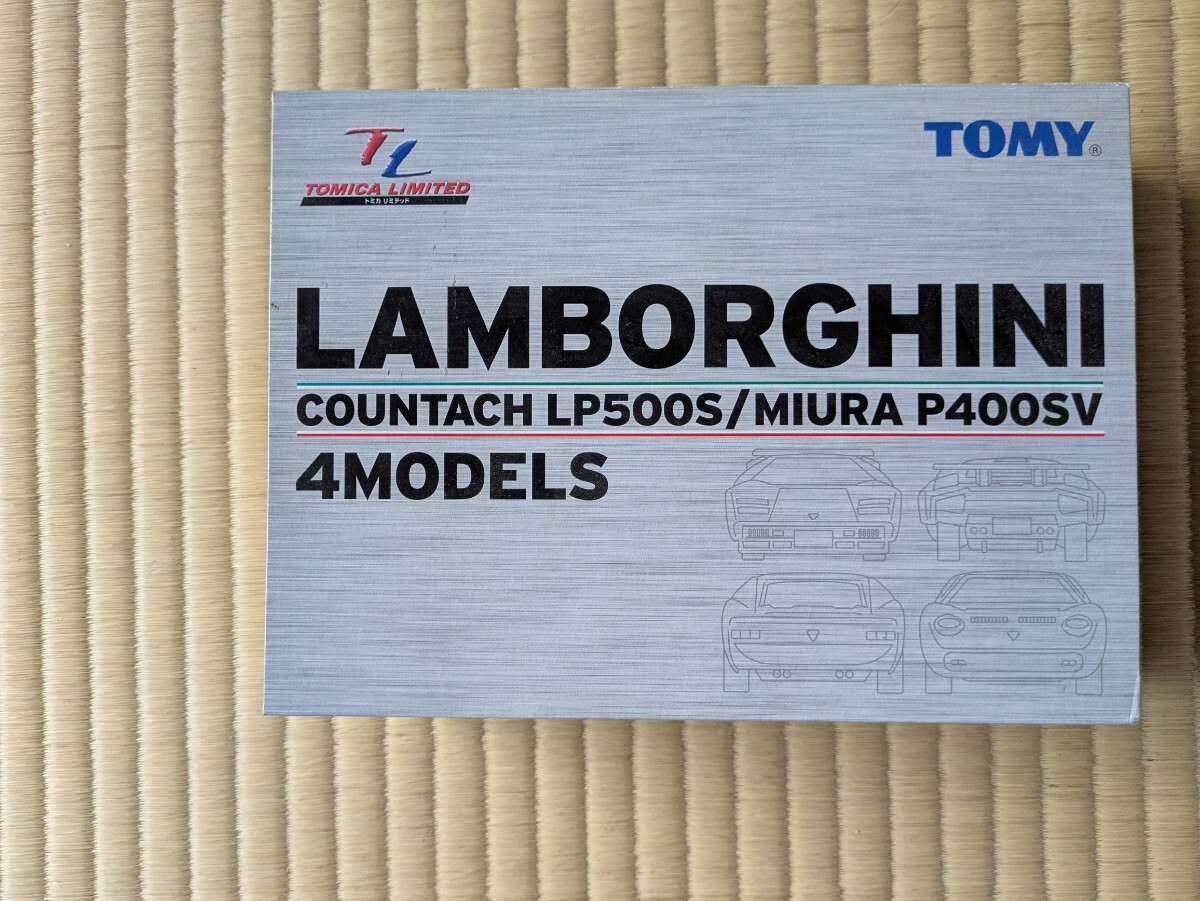 TL
TOMICA LIMITED
トミカ リミテッド
TOMY®
LAMBORGHINI
COUNTACH LP500S/MIURA P400SV
4MODELS